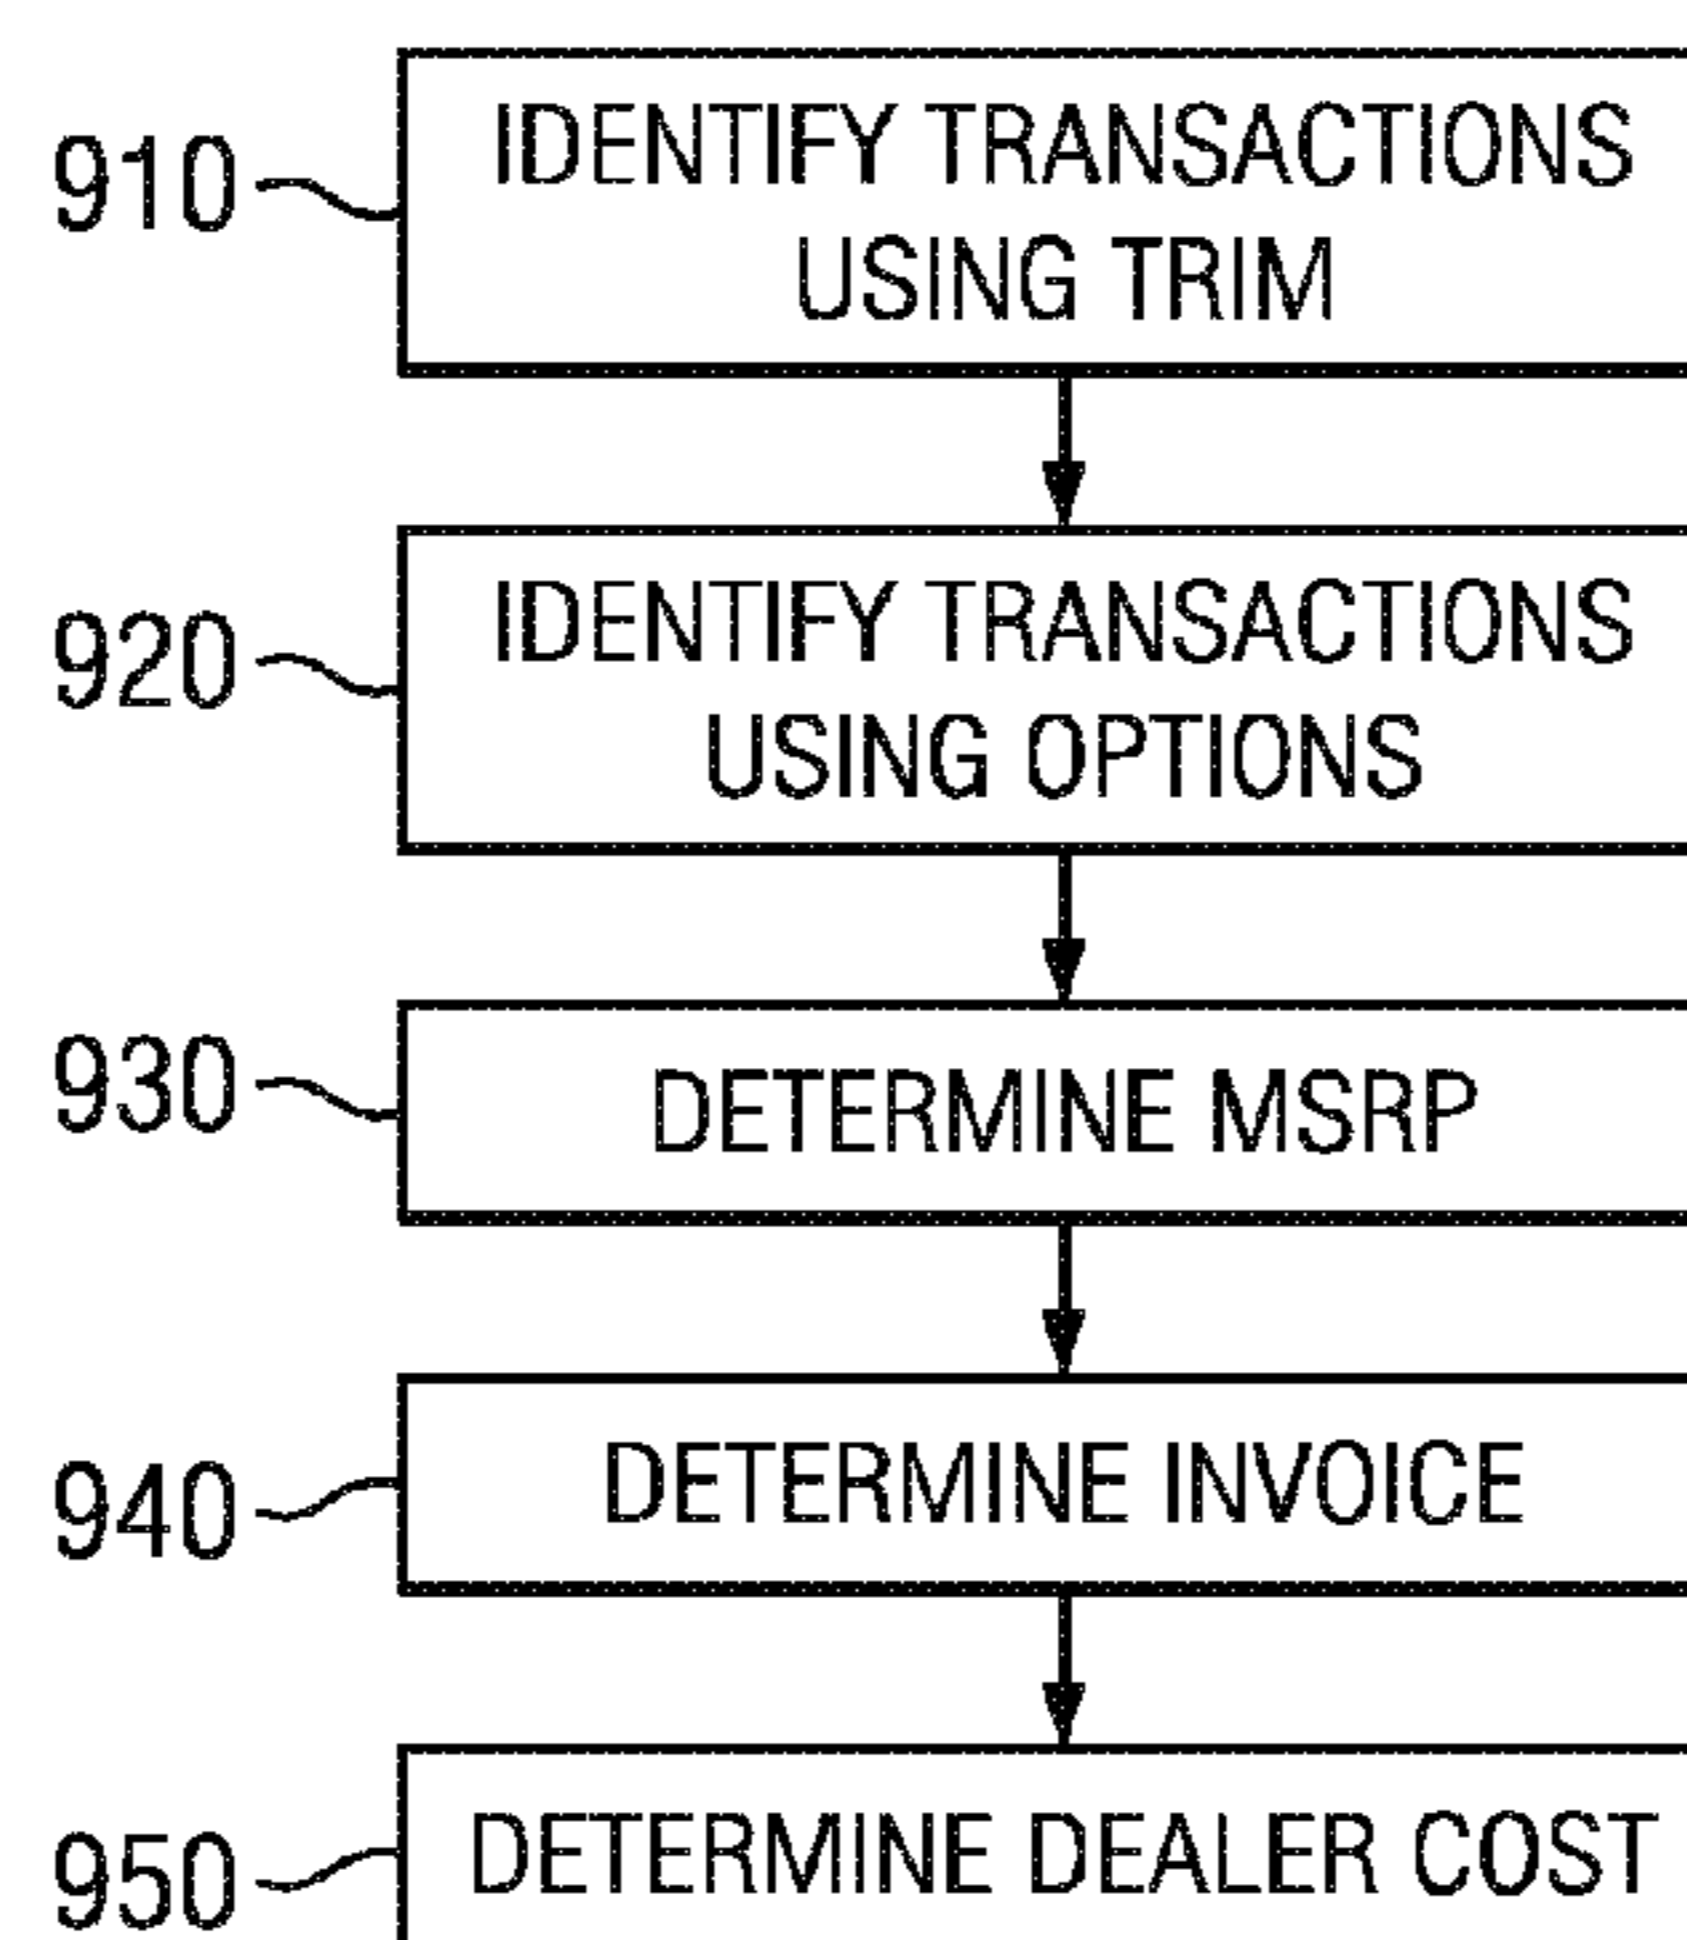 910
IDENTIFY TRANSACTIONS
USING TRIM
920
IDENTIFY TRANSACTIONS
USING OPTIONS
930
DETERMINE MSRP
940
DETERMINE INVOICE
950
DETERMINE DEALER COST